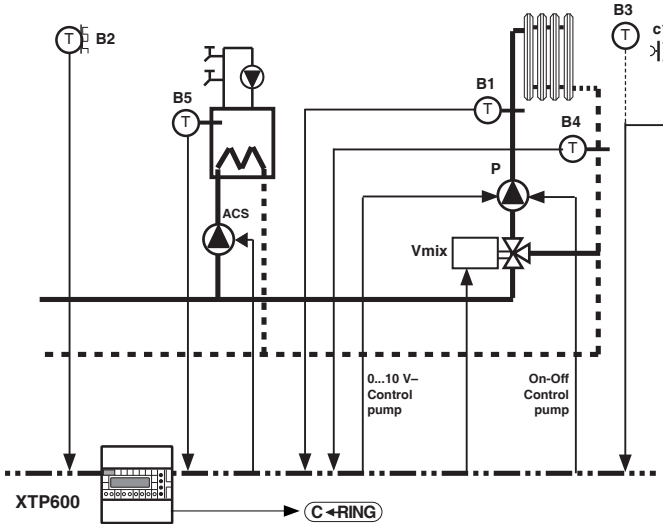 B3
T
c
T
B2
B5
T
B1
T
B4
T
P
ACS
Vmix
0...10 V–
Control
pump
On-Off
Control
pump
XTP600
C RING